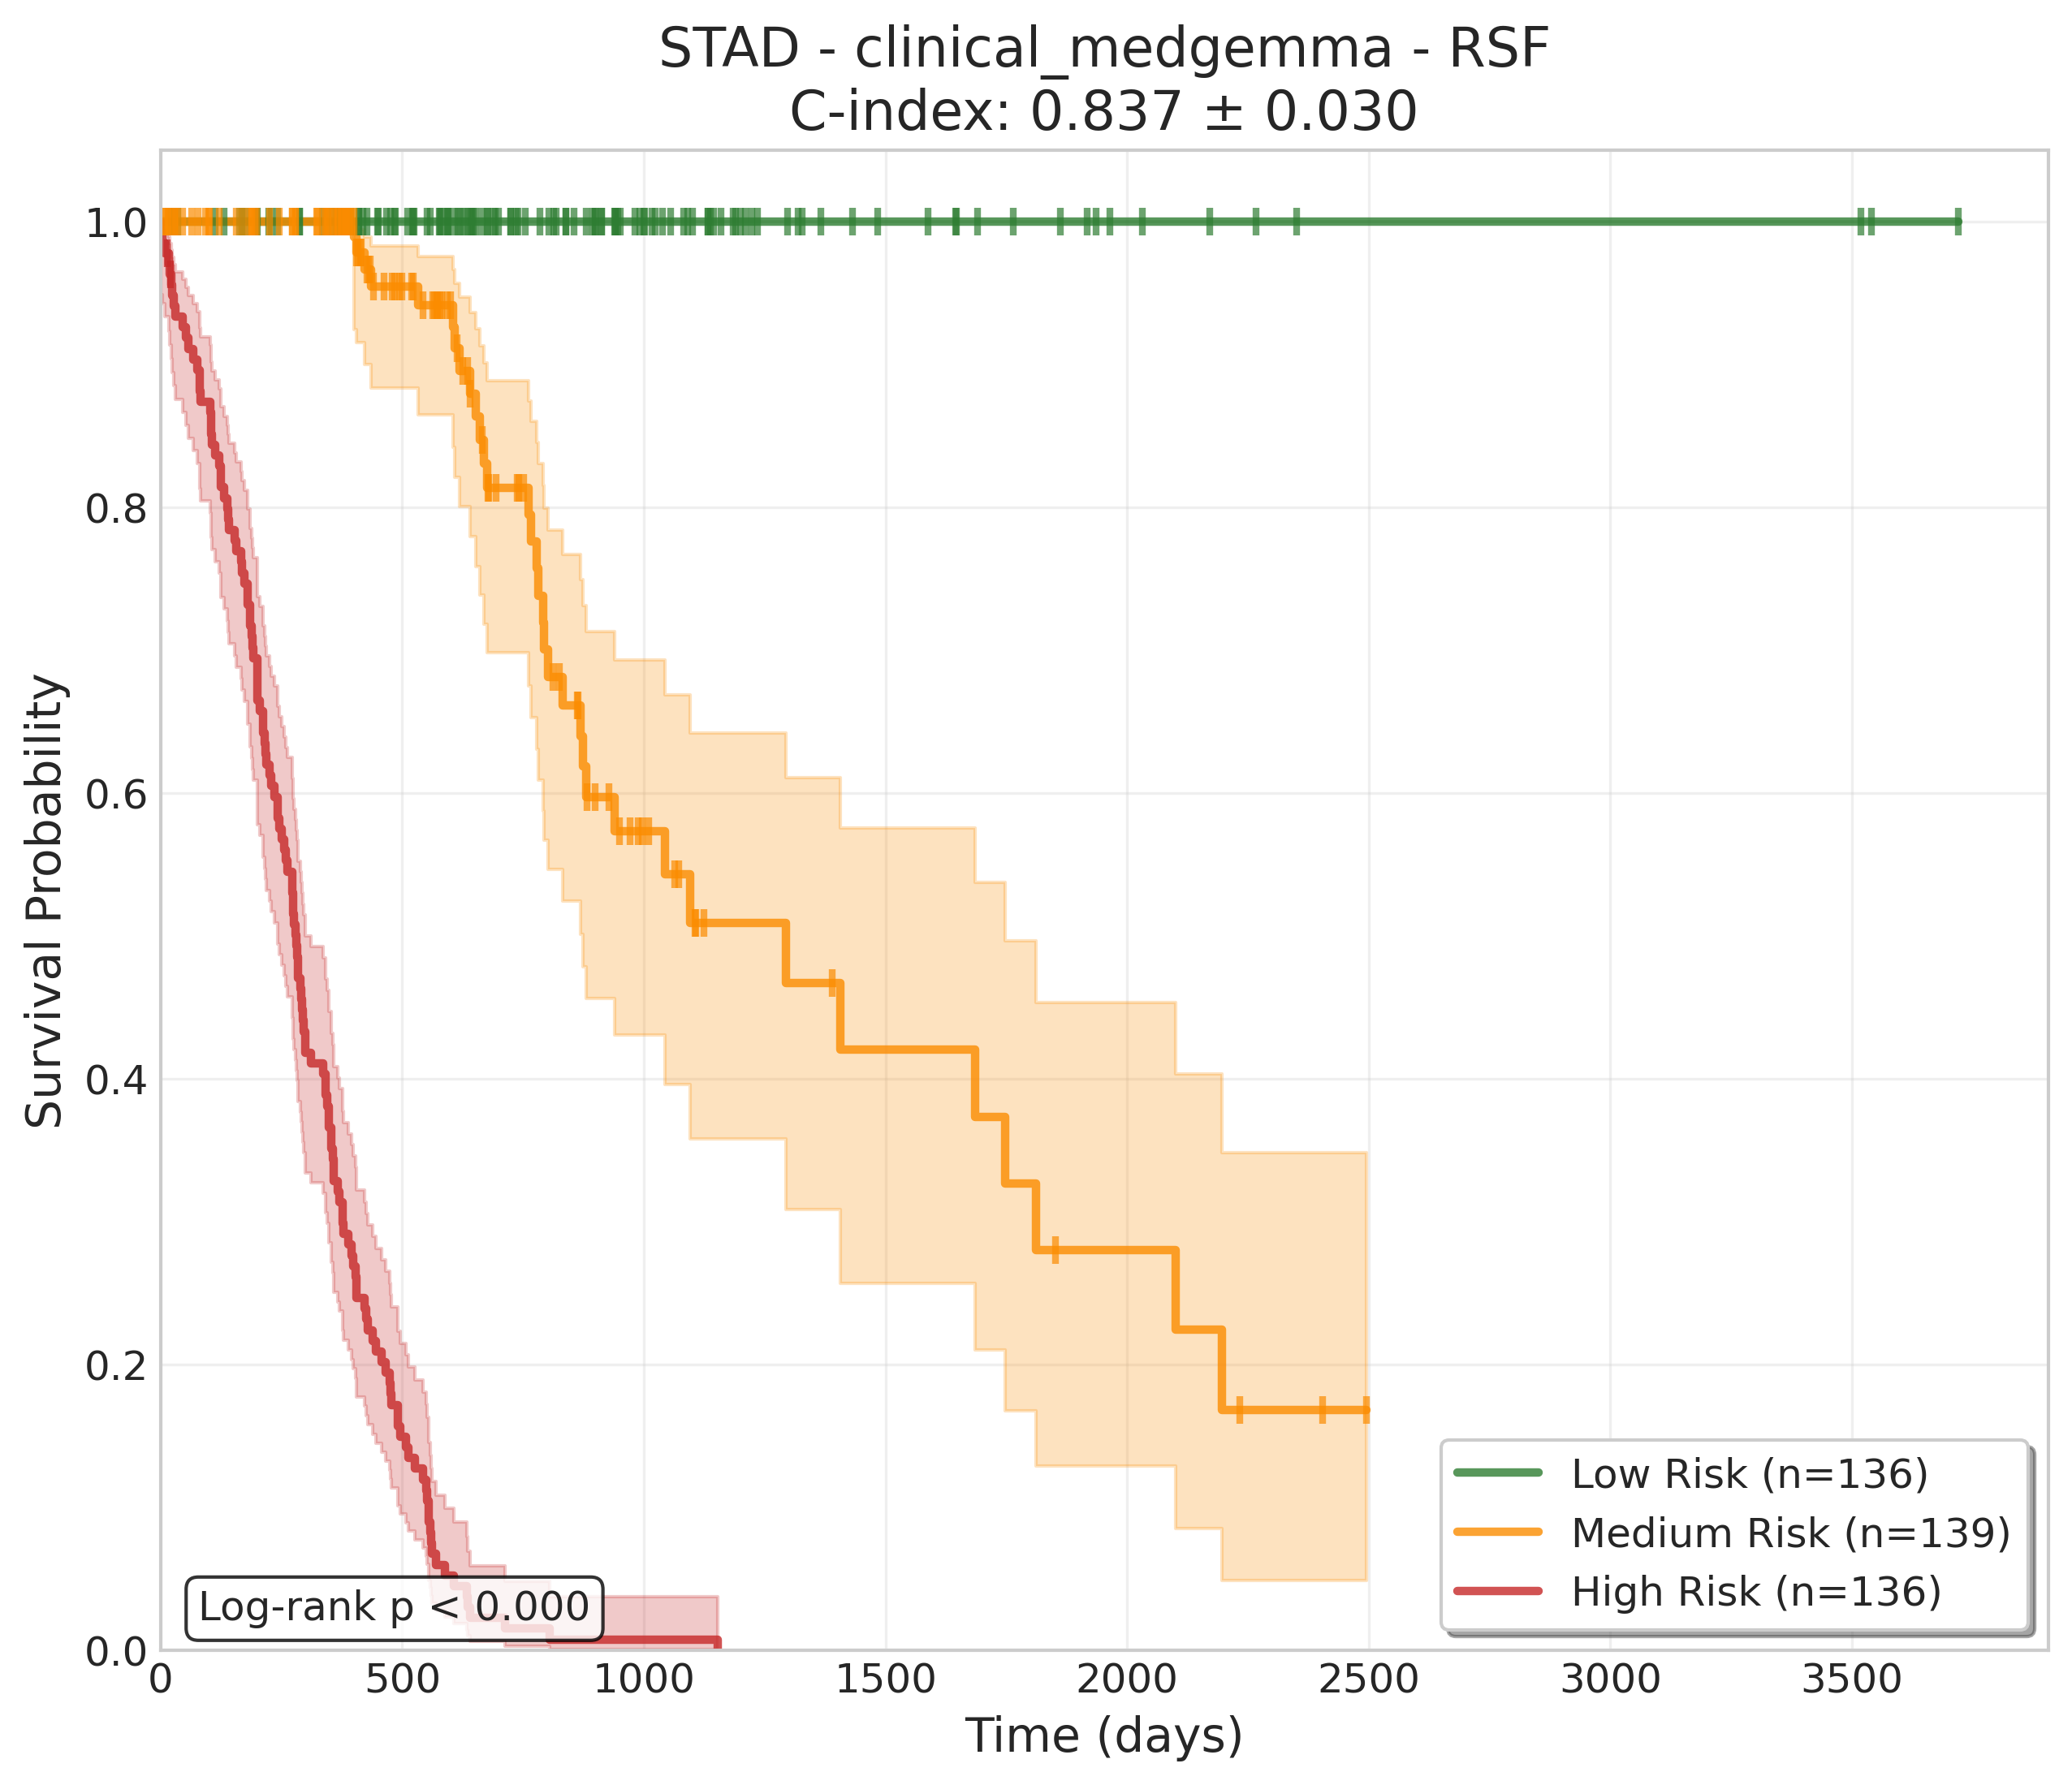 STAD - clinical_medgemma - RSF
C-index: 0.837 ± 0.030
Survival Probability
1.0
0.8
0.6
0.4
0.2
0.0
Log-rank p < 0.000
Low Risk (n=136)
Medium Risk (n=139)
High Risk (n=136)
0 500 1000 1500 2000 2500 3000 3500
Time (days)